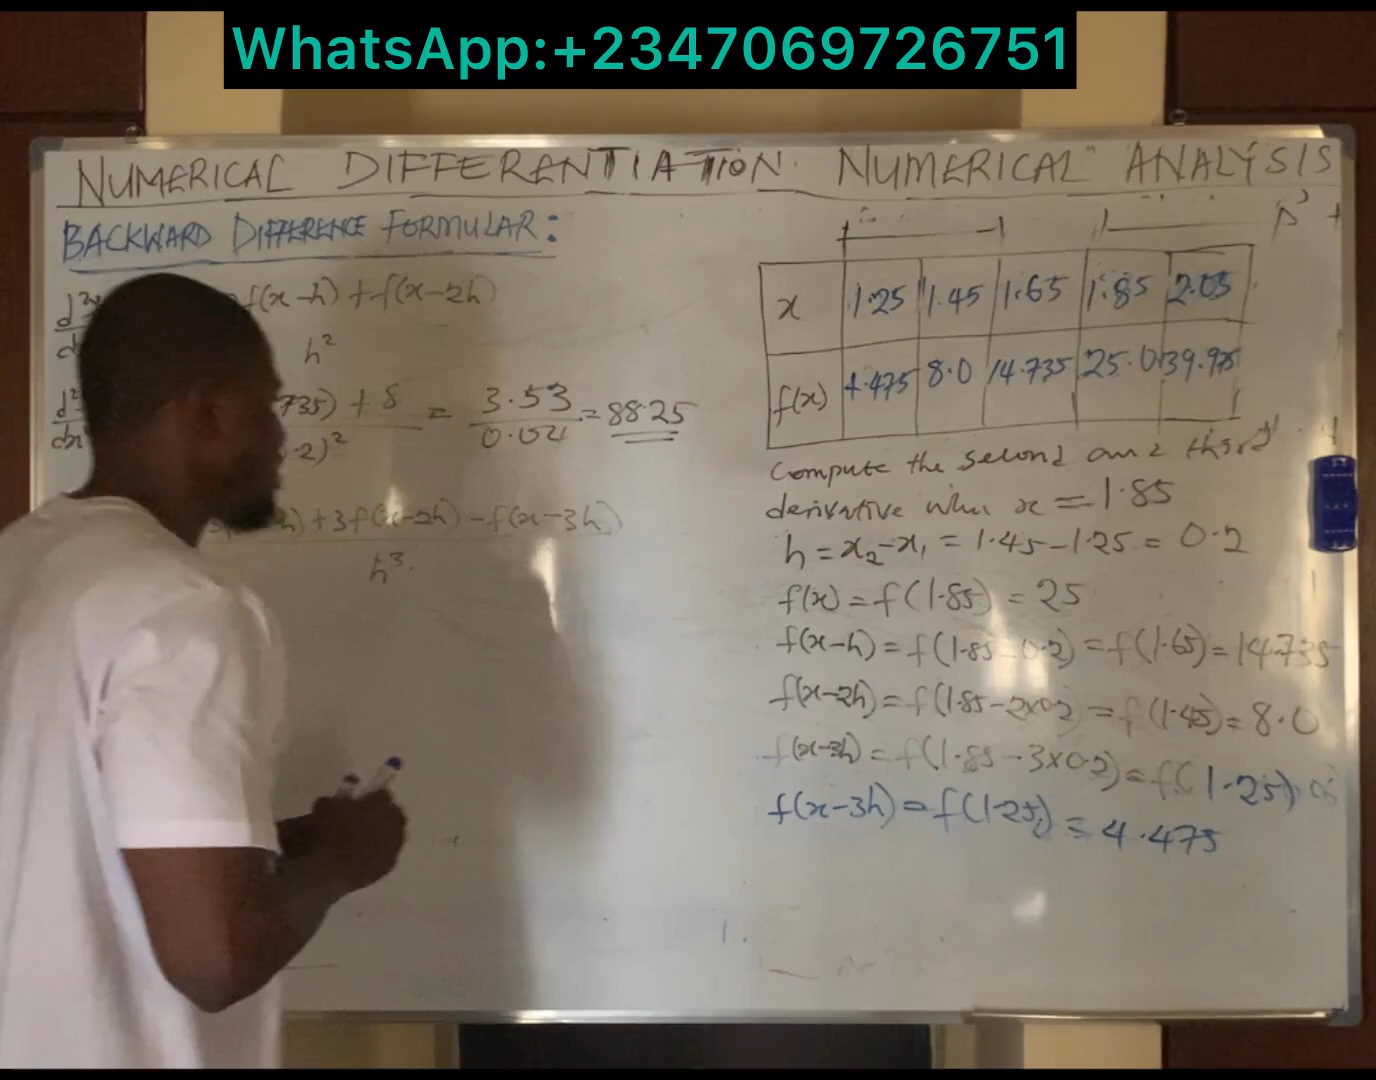 WhatsApp:+2347069726751
NUMERICAL DIFFERENTIATION. NUMERICAL ANALYSIS
BACKWARD DIFFERENCE FORMULAR:
f(x-h) + f(x-2h)
h²
735) + 8 = 3.53 = 88.25
.2)² 0.04
h) + 3f(x-2h) - f(x-3h)
h³.
x 1.25 1.45 1.65 1.85 2.05
f(x) 4.475 8.0 14.735 25.0 39.975
Compute the second and third
derivative when x = 1.85
h = x₂-x₁ = 1.45-1.25 = 0.2
f(x) = f(1.85) = 25
f(x-h) = f(1.85-0.2) = f(1.65) = 14.735
f(x-2h) = f(1.85-2x0.2 = f(1.45) = 8.0
f(x-3h) = f(1.85-3x0.2) = f(1.25)
f(x-3h) = f(1.25) = 4.475